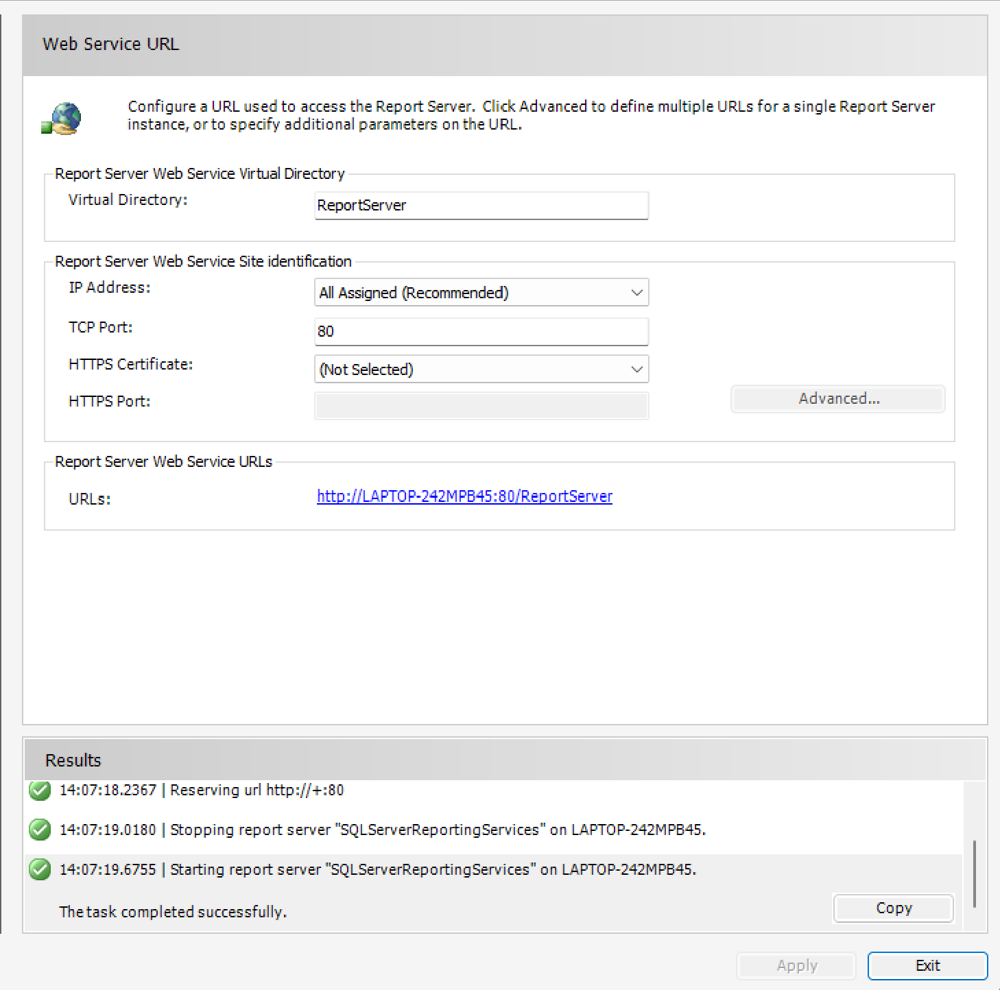 Web Service URL
Configure a URL used to access the Report Server.  Click Advanced to define multiple URLs for a single Report Server
instance, or to specify additional parameters on the URL.
Report Server Web Service Virtual Directory
Virtual Directory:
ReportServer
Report Server Web Service Site identification
IP Address:
All Assigned (Recommended)
TCP Port:
80
HTTPS Certificate:
(Not Selected)
HTTPS Port:
Advanced...
Report Server Web Service URLs
URLs:
http://LAPTOP-242MPB45:80/ReportServer
Results
14:07:18.2367 | Reserving url http://+:80
14:07:19.0180 | Stopping report server "SQLServerReportingServices" on LAPTOP-242MPB45.
14:07:19.6755 | Starting report server "SQLServerReportingServices" on LAPTOP-242MPB45.
The task completed successfully.
Copy
Apply
Exit